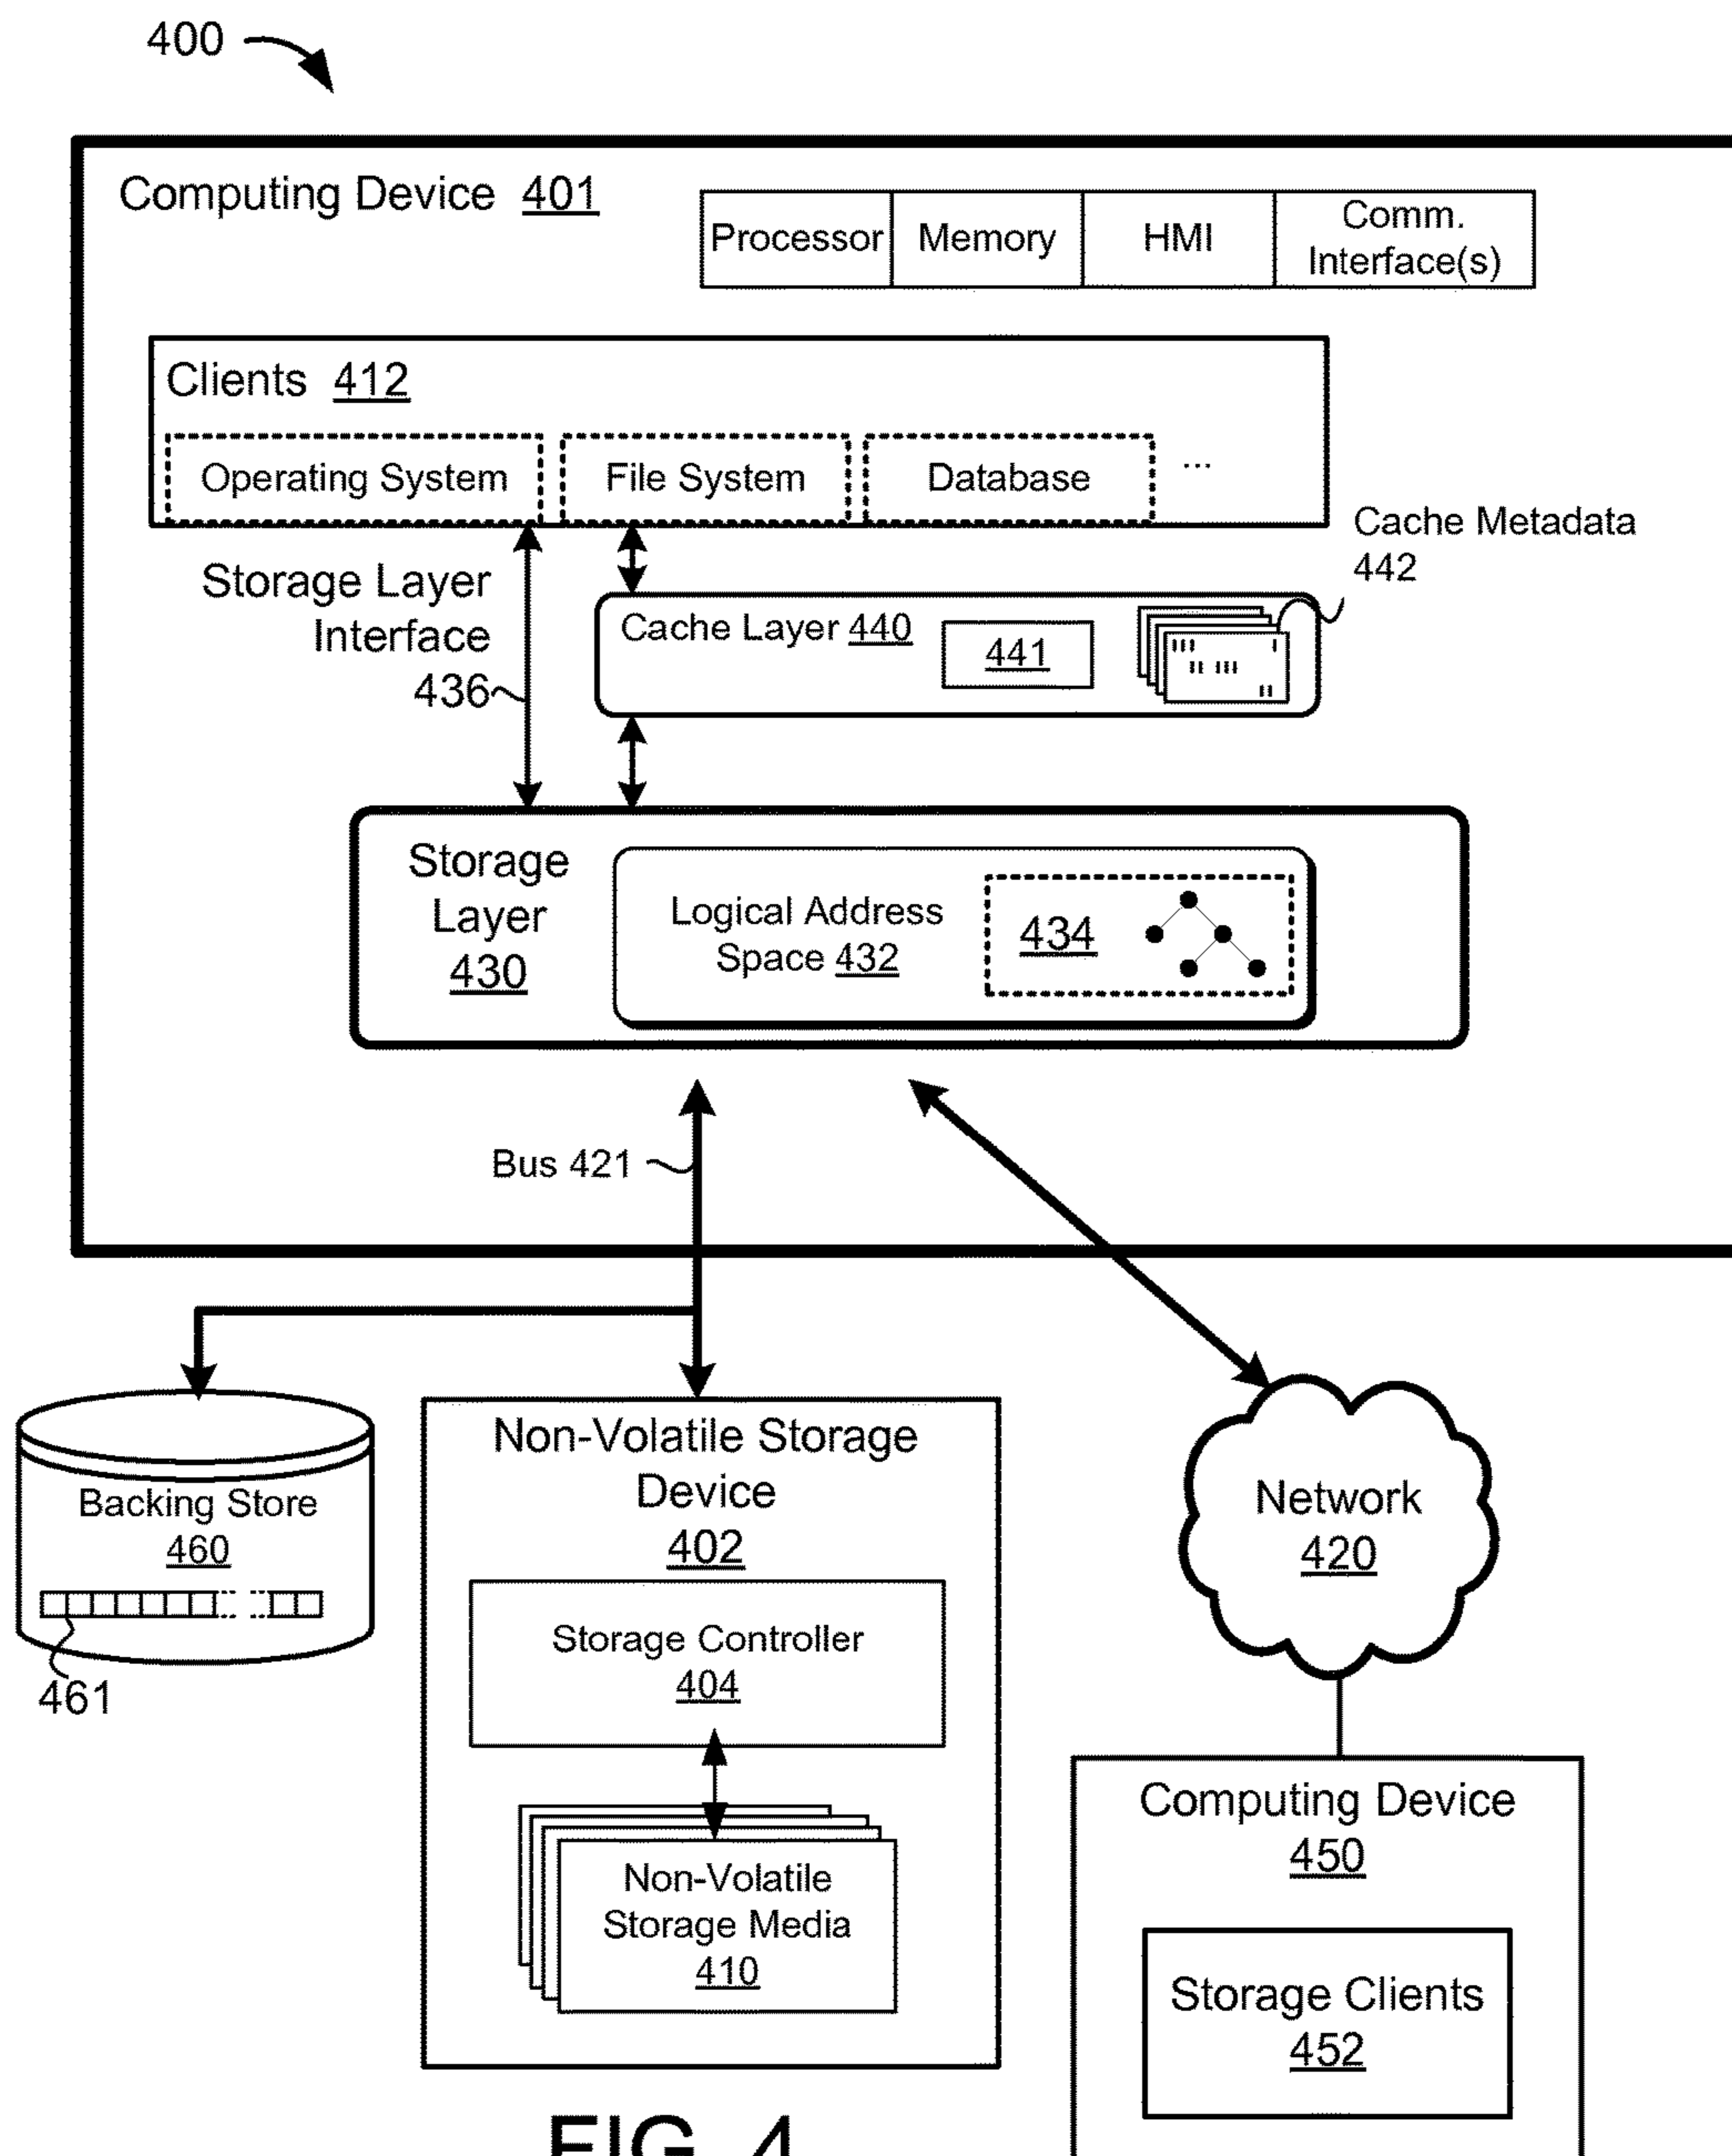 400
Computing Device 401
Processor
Memory
HMI
Comm.
Interface(s)
Clients 412
Operating System
File System
Database
...
Cache Metadata
442
Storage Layer
Interface
436
Cache Layer 440
441
Storage
Layer
430
Logical Address
Space 432
434
Bus 421
Backing Store
460
461
Non-Volatile Storage
Device
402
Storage Controller
404
Non-Volatile
Storage Media
410
Network
420
Computing Device
450
Storage Clients
452
FIG. 4